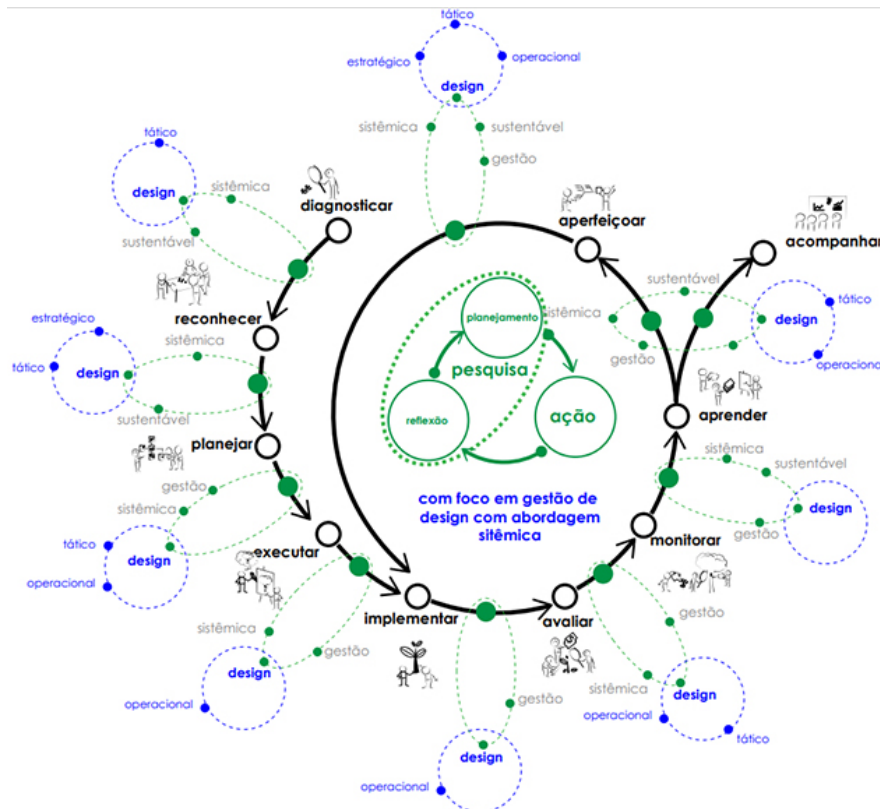 tático
estratégico
operacional
design
sistêmica
sustentável
gestão
tático
design
sistêmica
sustentável
diagnosticar
aperfeiçoar
acompanhar
reconhecer
estratégico
tático
design
sistêmica
sustentável
sustentável
sistêmica
gestão
design
tático
operacional
planejamento
pesquisa
reflexão
ação
com foco em gestão de
design com abordagem
sitêmica
aprender
planejar
gestão
sistêmica
tático
operacional
design
sistêmica
sustentável
gestão
design
executar
monitorar
sistêmica
gestão
design
operacional
implementar
avaliar
gestão
sistêmica
design
operacional
tático
gestão
design
operacional